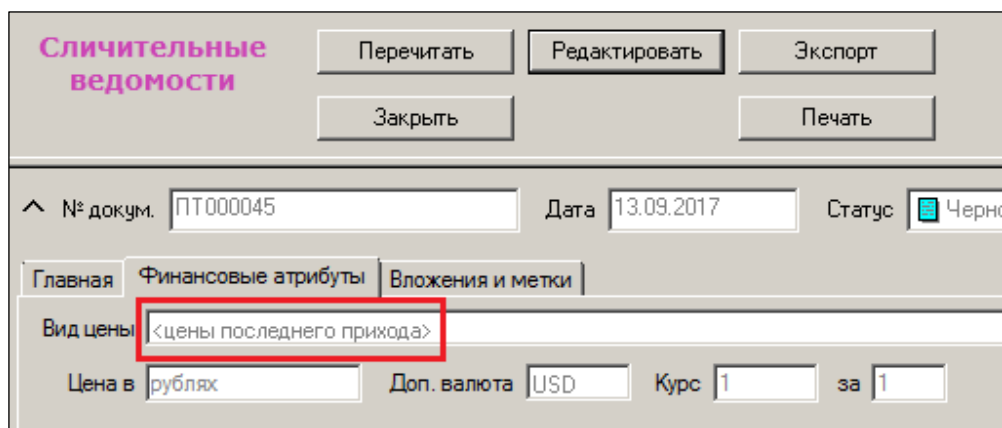 Сличительные ведомости
Перечитать Редактировать Экспорт
Закрыть Печать
№ докум. ПТ000045 Дата 13.09.2017 Статус Черно
Главная Финансовые атрибуты Вложения и метки
Вид цены <цены последнего прихода>
Цена в рублях Доп. валюта USD Курс 1 за 1